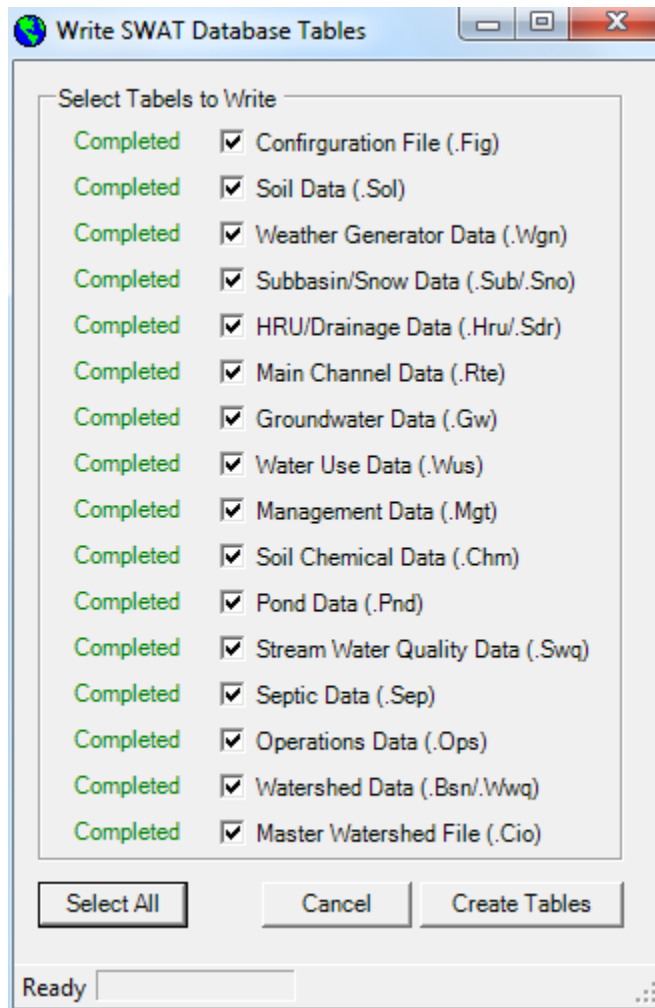 Write SWAT Database Tables
Select Tabels to Write
Completed Confirguration File (.Fig)
Completed Soil Data (.Sol)
Completed Weather Generator Data (.Wgn)
Completed Subbasin/Snow Data (.Sub/.Sno)
Completed HRU/Drainage Data (.Hru/.Sdr)
Completed Main Channel Data (.Rte)
Completed Groundwater Data (.Gw)
Completed Water Use Data (.Wus)
Completed Management Data (.Mgt)
Completed Soil Chemical Data (.Chm)
Completed Pond Data (.Pnd)
Completed Stream Water Quality Data (.Swq)
Completed Septic Data (.Sep)
Completed Operations Data (.Ops)
Completed Watershed Data (.Bsn/.Wwq)
Completed Master Watershed File (.Cio)
Select All Cancel Create Tables
Ready